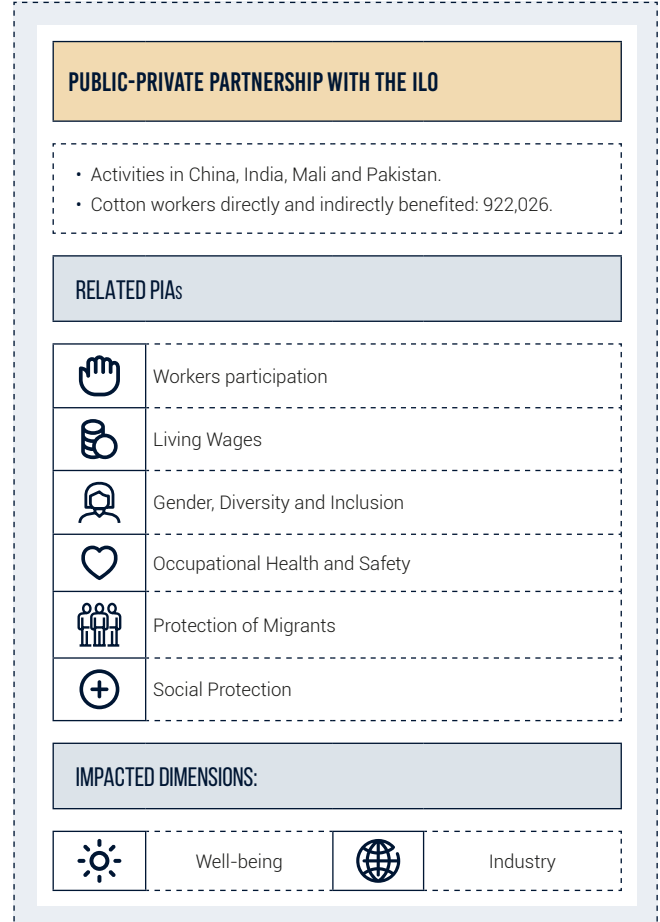 PUBLIC-PRIVATE PARTNERSHIP WITH THE ILO
• Activities in China, India, Mali and Pakistan.
• Cotton workers directly and indirectly benefited: 922,026.
RELATED PIAs
Workers participation
Living Wages
Gender, Diversity and Inclusion
Occupational Health and Safety
Protection of Migrants
Social Protection
IMPACTED DIMENSIONS:
Well-being
Industry